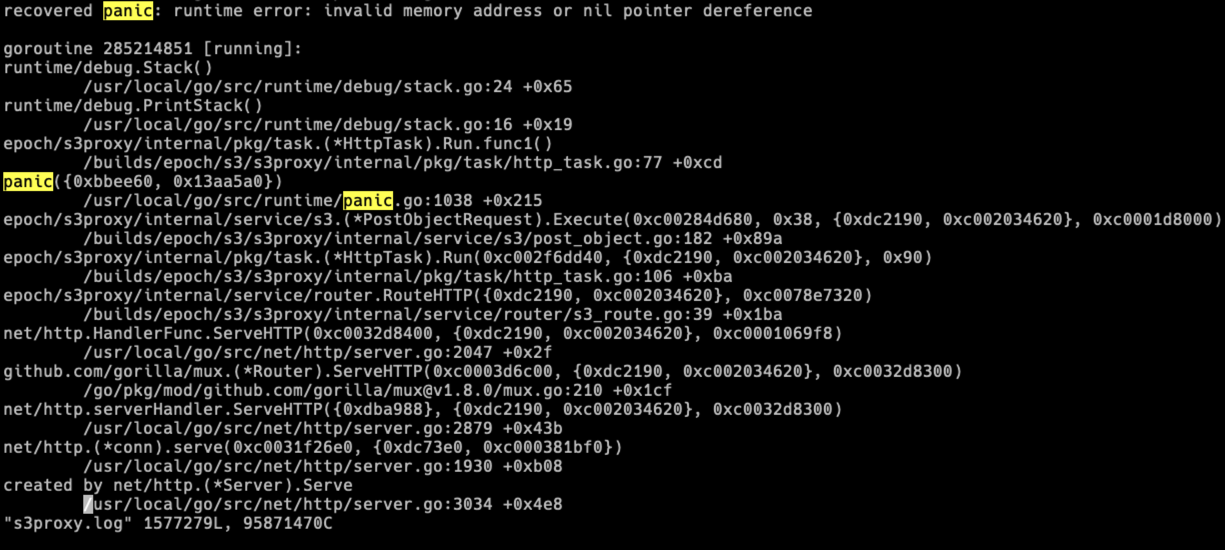 recovered panic: runtime error: invalid memory address or nil pointer dereference
goroutine 285214851 [running]:
runtime/debug.Stack()
/usr/local/go/src/runtime/debug/stack.go:24 +0x65
runtime/debug.PrintStack()
/usr/local/go/src/runtime/debug/stack.go:16 +0x19
epoch/s3proxy/internal/pkg/task.(*HttpTask).Run.func1()
/builds/epoch/s3/s3proxy/internal/pkg/task/http_task.go:77 +0xcd
panic({0xbbee60, 0x13aa5a0})
/usr/local/go/src/runtime/panic.go:1038 +0x215
epoch/s3proxy/internal/service/s3.(*PostObjectRequest).Execute(0xc00284d680, 0x38, {0xdc2190, 0xc002034620}, 0xc0001d8000)
/builds/epoch/s3/s3proxy/internal/service/s3/post_object.go:182 +0x89a
epoch/s3proxy/internal/pkg/task.(*HttpTask).Run(0xc002f6dd40, {0xdc2190, 0xc002034620}, 0x90)
/builds/epoch/s3/s3proxy/internal/pkg/task/http_task.go:106 +0xba
epoch/s3proxy/internal/service/router.RouteHTTP({0xdc2190, 0xc002034620}, 0xc0078e7320)
/builds/epoch/s3/s3proxy/internal/service/router/s3_route.go:39 +0x1ba
net/http.HandlerFunc.ServeHTTP(0xc0032d8400, {0xdc2190, 0xc002034620}, 0xc0001069f8)
/usr/local/go/src/net/http/server.go:2047 +0x2f
github.com/gorilla/mux.(*Router).ServeHTTP(0xc0003d6c00, {0xdc2190, 0xc002034620}, 0xc0032d8300)
/go/pkg/mod/github.com/gorilla/mux@v1.8.0/mux.go:210 +0x1cf
net/http.serverHandler.ServeHTTP({0xdba988}, {0xdc2190, 0xc002034620}, 0xc0032d8300)
/usr/local/go/src/net/http/server.go:2879 +0x43b
net/http.(*conn).serve(0xc0031f26e0, {0xdc73e0, 0xc000381bf0})
/usr/local/go/src/net/http/server.go:1930 +0xb08
created by net/http.(*Server).Serve
/usr/local/go/src/net/http/server.go:3034 +0x4e8
"s3proxy.log" 1577279L, 95871470C